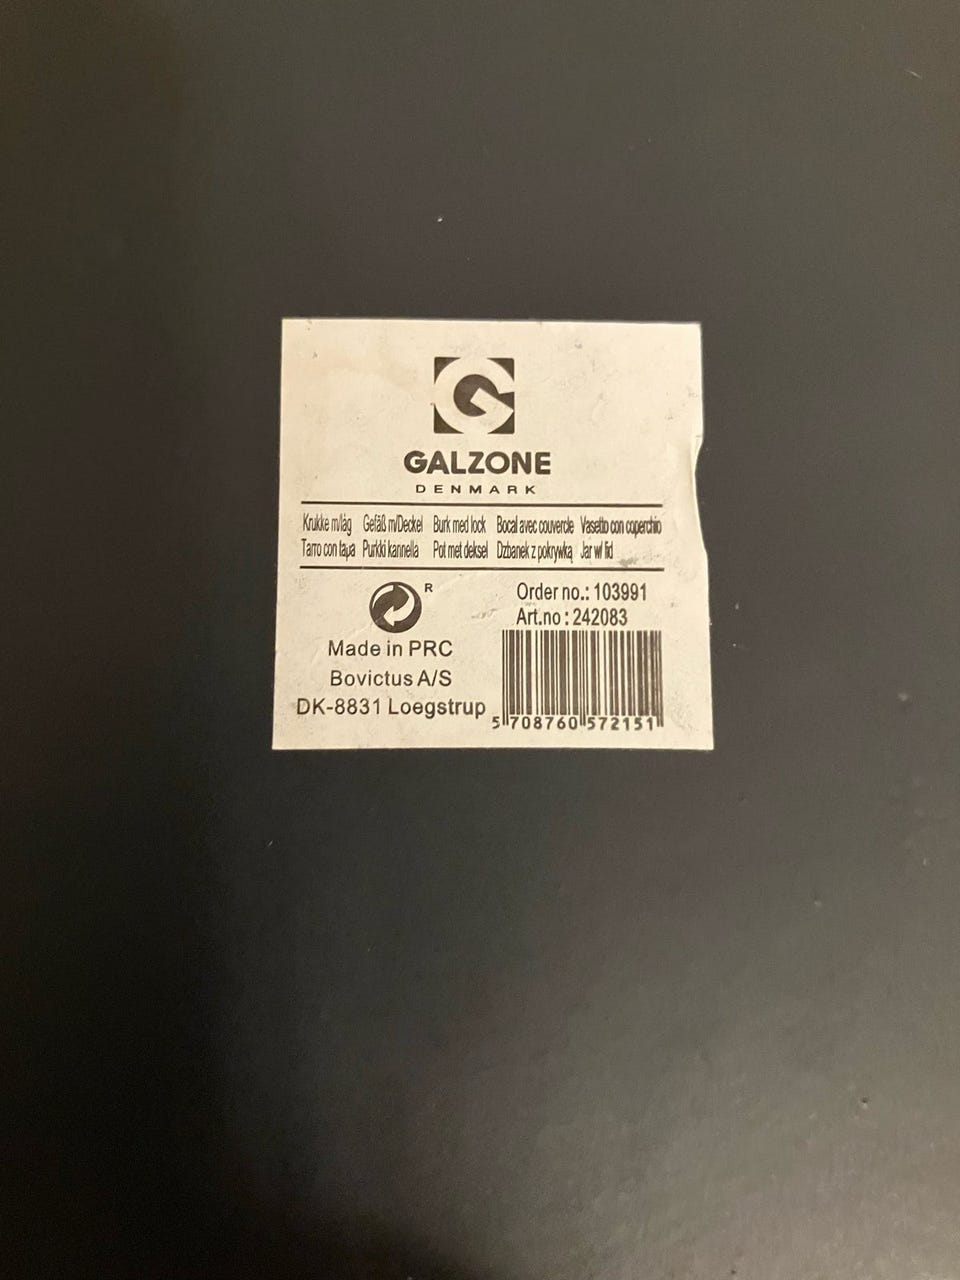 GALZONE
DENMARK
Krukke m/låg Gefäß m/Deckel Burk med lock Bocal avec couvercle Vasetto con coperchio
Tarro con tapa Purkki kannella Pot met deksel Dzbanek z pokrywką Jar w/ lid
R
Order no.: 103991
Art.no : 242083
Made in PRC
Bovictus A/S
DK-8831 Loegstrup
5 708760 572151